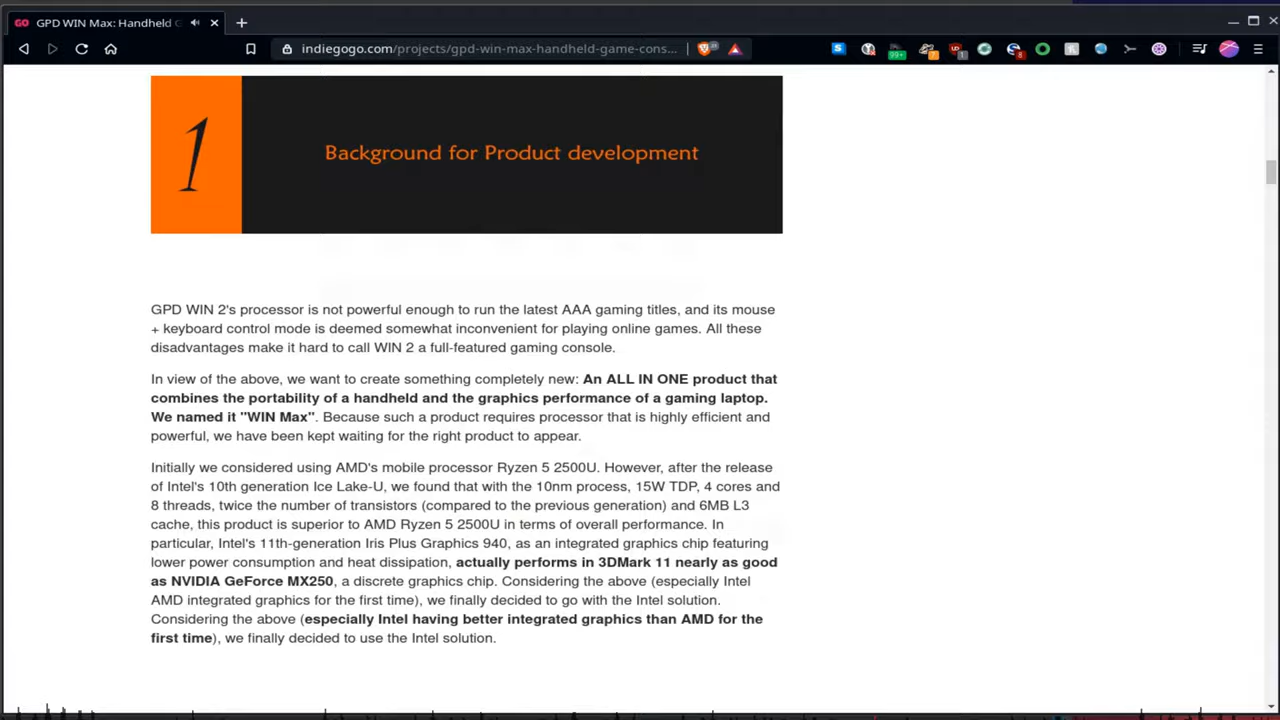 GO GPD WIN Max: Handheld G
indiegogo.com/projects/gpd-win-max-handheld-game-cons...
1
Background for Product development
GPD WIN 2's processor is not powerful enough to run the latest AAA gaming titles, and its mouse
+ keyboard control mode is deemed somewhat inconvenient for playing online games. All these
disadvantages make it hard to call WIN 2 a full-featured gaming console.
In view of the above, we want to create something completely new: An ALL IN ONE product that
combines the portability of a handheld and the graphics performance of a gaming laptop.
We named it "WIN Max". Because such a product requires processor that is highly efficient and
powerful, we have been kept waiting for the right product to appear.
Initially we considered using AMD's mobile processor Ryzen 5 2500U. However, after the release
of Intel's 10th generation Ice Lake-U, we found that with the 10nm process, 15W TDP, 4 cores and
8 threads, twice the number of transistors (compared to the previous generation) and 6MB L3
cache, this product is superior to AMD Ryzen 5 2500U in terms of overall performance. In
particular, Intel's 11th-generation Iris Plus Graphics 940, as an integrated graphics chip featuring
lower power consumption and heat dissipation, actually performs in 3DMark 11 nearly as good
as NVIDIA GeForce MX250, a discrete graphics chip. Considering the above (especially Intel
AMD integrated graphics for the first time), we finally decided to go with the Intel solution.
Considering the above (especially Intel having better integrated graphics than AMD for the
first time), we finally decided to use the Intel solution.